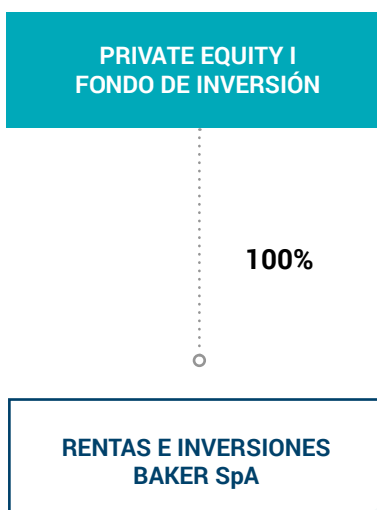 PRIVATE EQUITY I
FONDO DE INVERSIÓN
100%
RENTAS E INVERSIONES
BAKER SpA